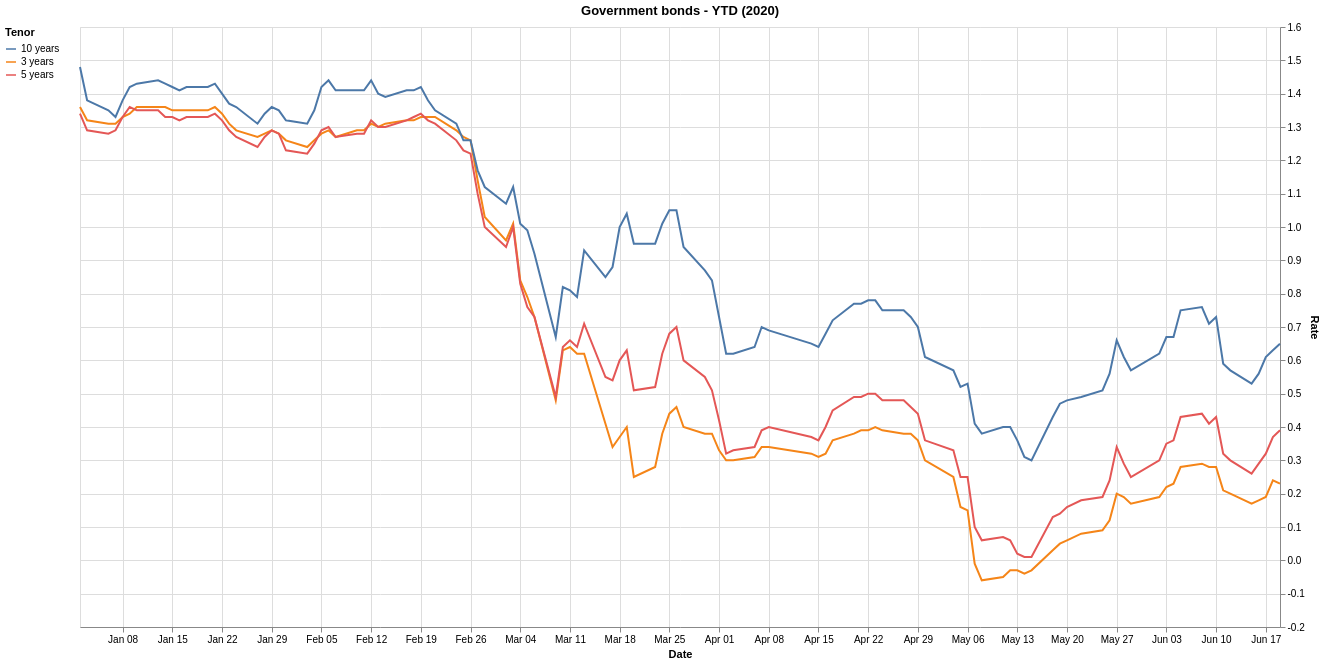 Government bonds - YTD (2020)
Tenor
10 years
3 years
5 years
1.6
1.5
1.4
1.3
1.2
1.1
1.0
0.9
0.8
0.7
0.6
0.5
0.4
0.3
0.2
0.1
0.0
-0.1
-0.2
Rate
Jan 08 Jan 15 Jan 22 Jan 29 Feb 05 Feb 12 Feb 19 Feb 26 Mar 04 Mar 11 Mar 18 Mar 25 Apr 01 Apr 08 Apr 15 Apr 22 Apr 29 May 06 May 13 May 20 May 27 Jun 03 Jun 10 Jun 17
Date